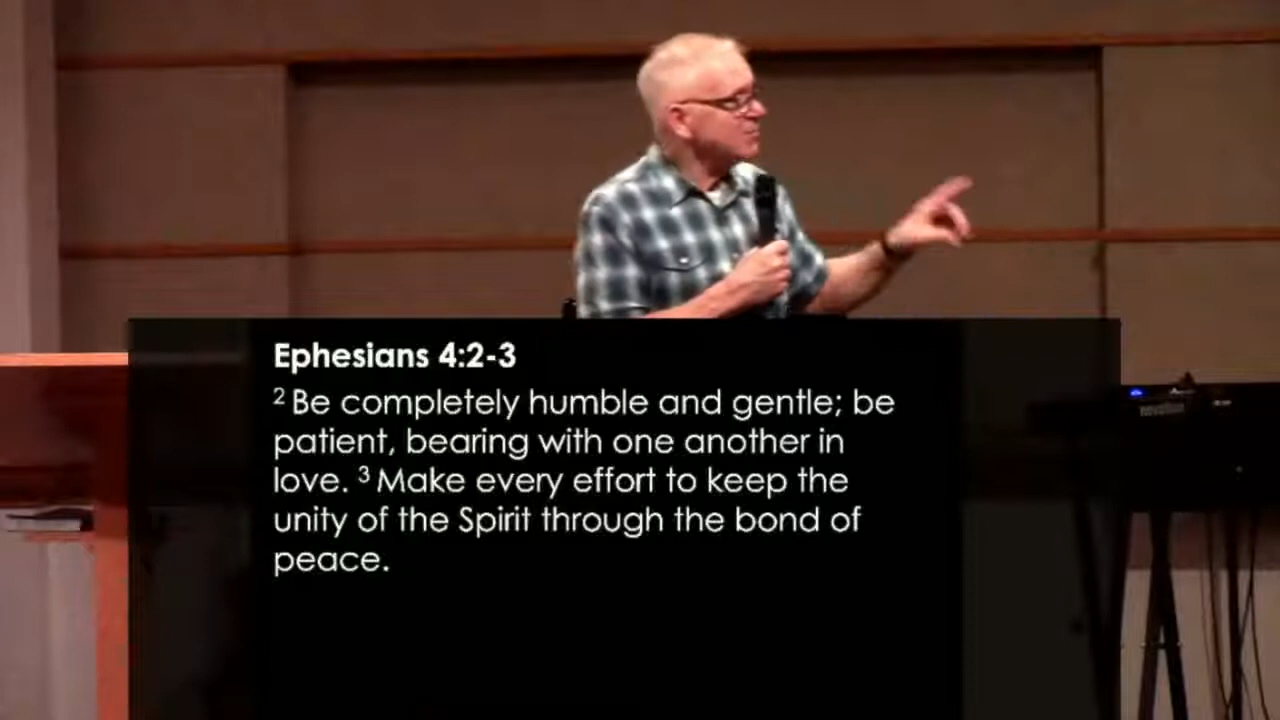 Ephesians 4:2-3
² Be completely humble and gentle; be
patient, bearing with one another in
love. ³ Make every effort to keep the
unity of the Spirit through the bond of
peace.